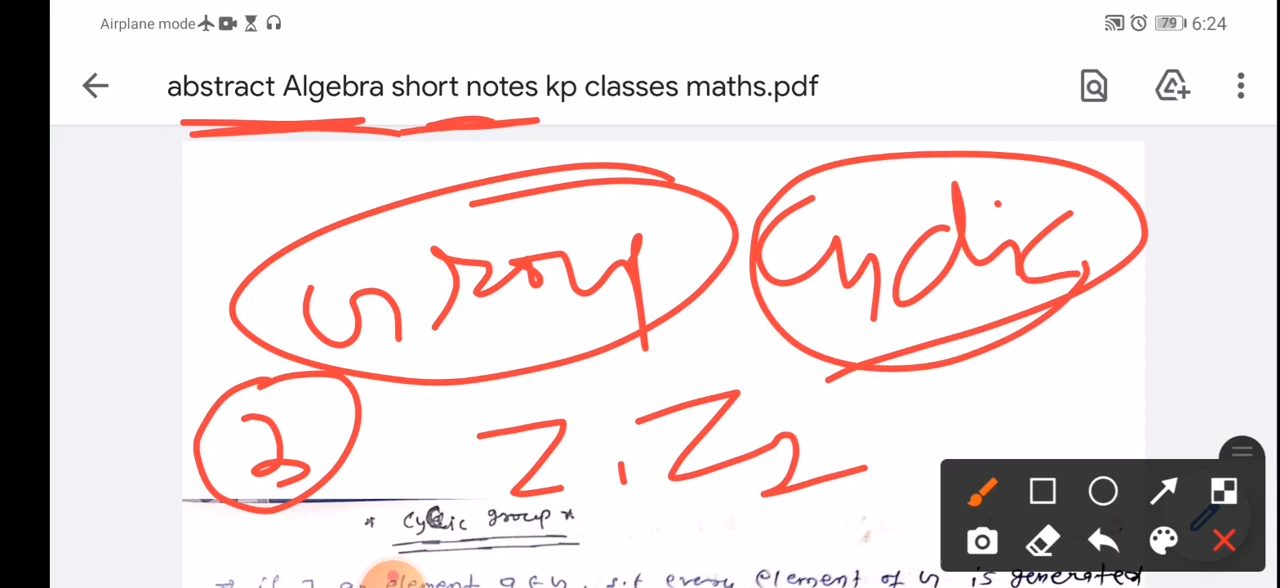 Airplane mode 79 6:24
abstract Algebra short notes kp classes maths.pdf
Group Cyclic
2 Z, Z2
* Cyclic group *
* if ∃ an element a ∈ G, s.t every element of G is generated